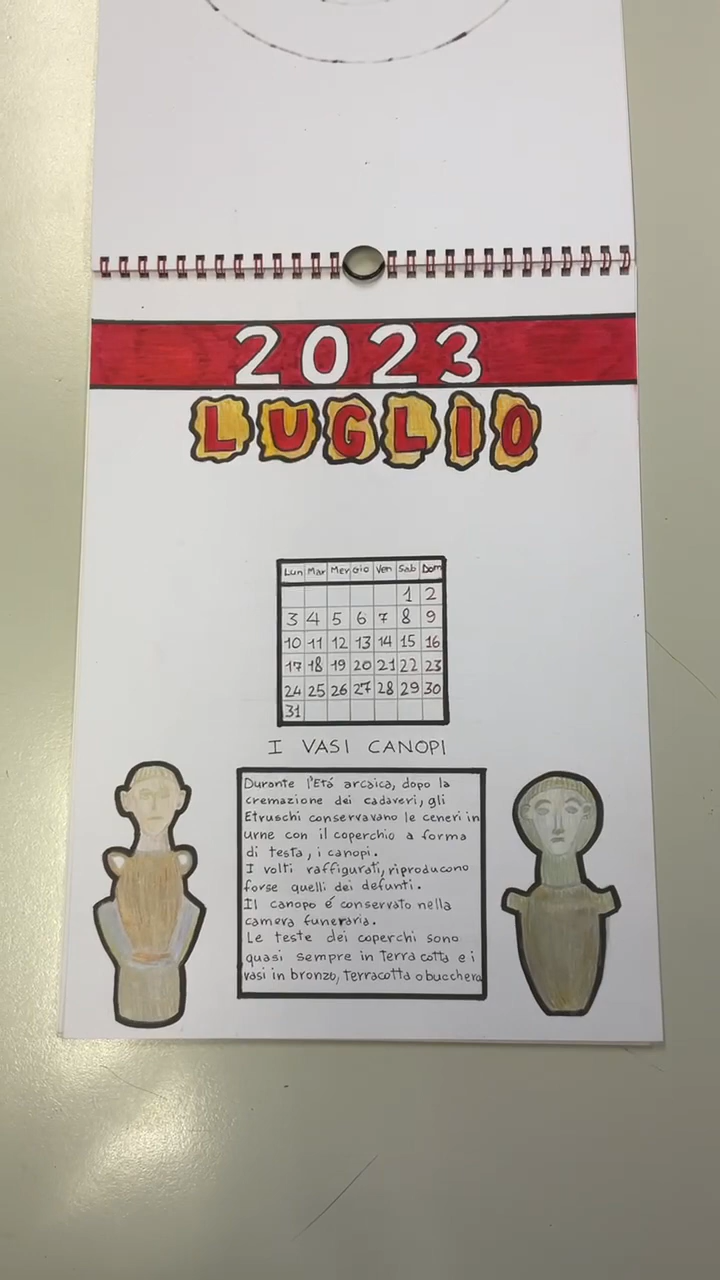 2023
LUGLIO
Lun Mar Mer Gio Ven Sab Dom
1 2
3 4 5 6 7 8 9
10 11 12 13 14 15 16
17 18 19 20 21 22 23
24 25 26 27 28 29 30
31
I VASI CANOPI
Durante l'Etá arcaica, dopo la
cremazione dei cadaveri, gli
Etruschi conservavano le ceneri in
urne con il coperchio a forma
di testa, i canopi.
I volti raffigurati, riproducono
forse quelli dei defunti.
Il canopo é conservato nella
camera funeraria.
Le teste dei coperchi sono
quasi sempre in terra cotta e i
vasi in bronzo, terracotta o bucchera